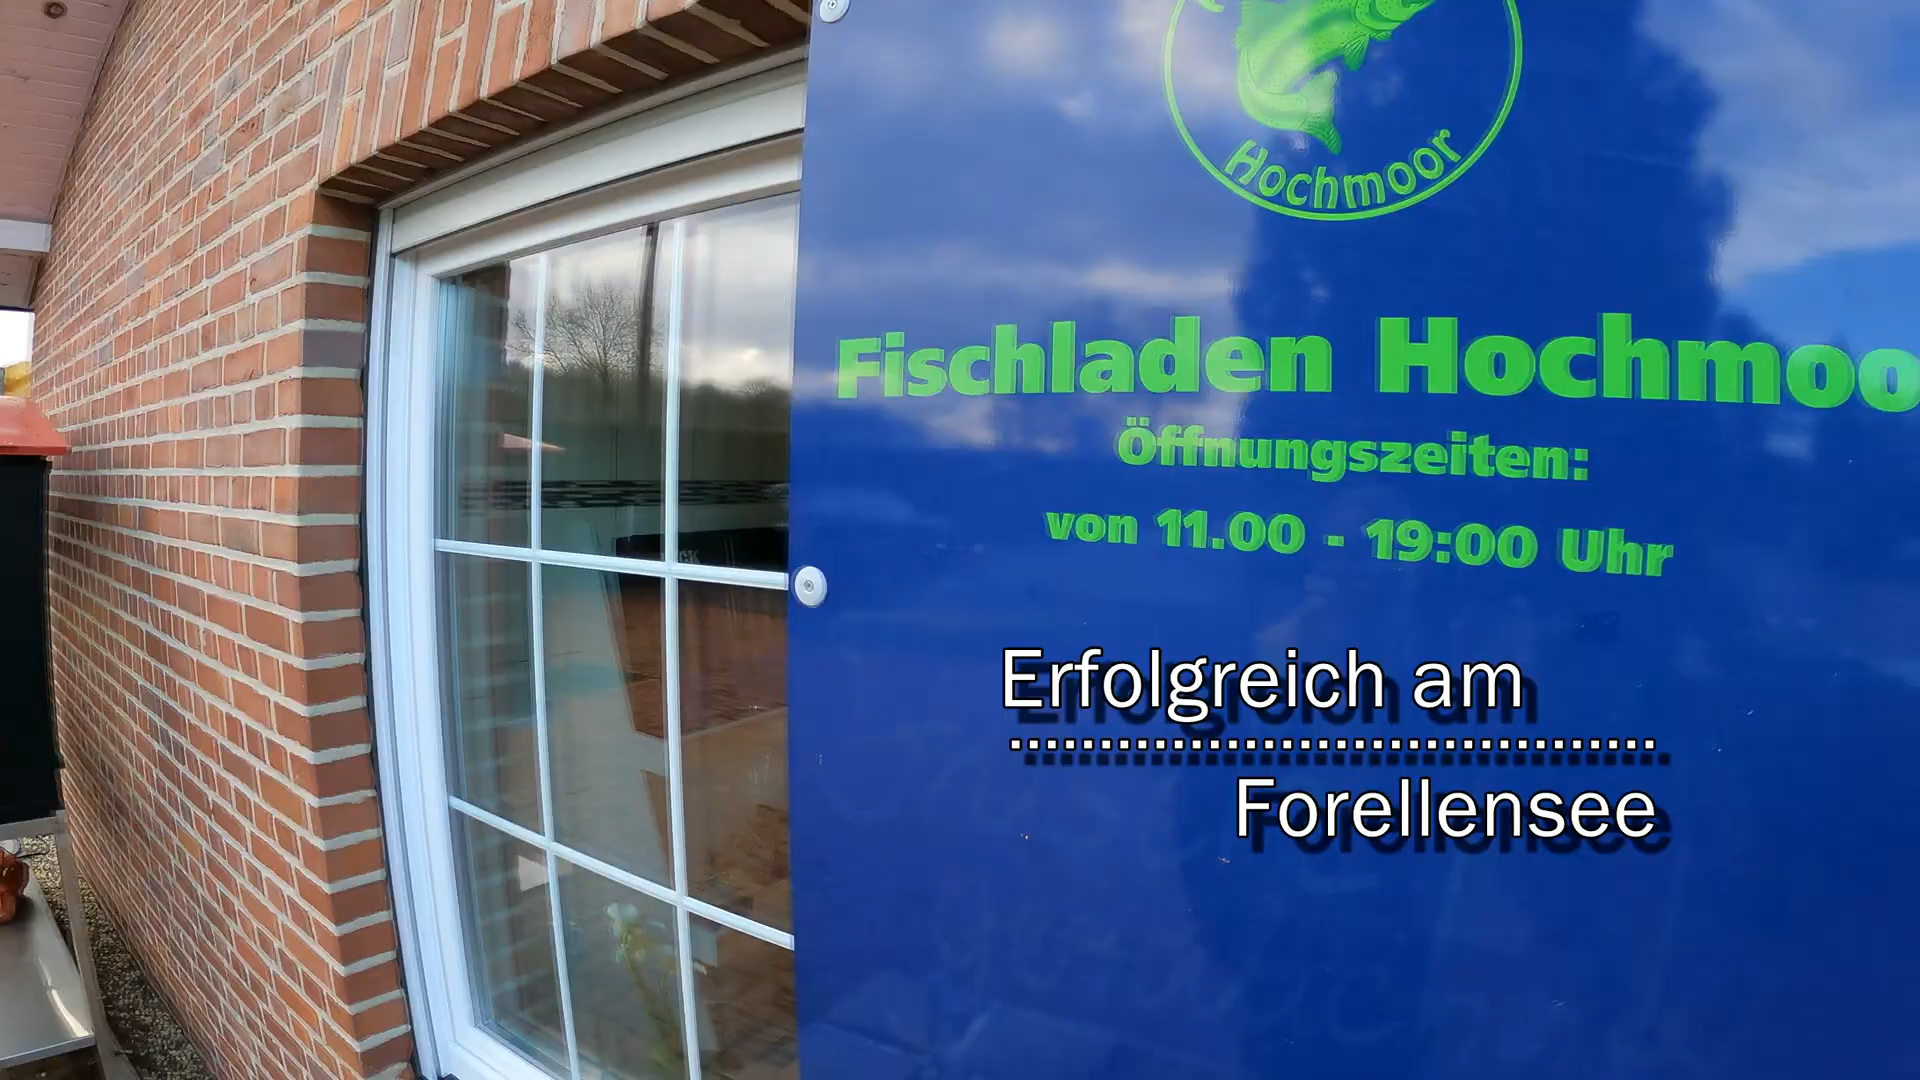 Hochmoor
Fischladen Hochmoo
Öffnungszeiten:
von 11.00 - 19:00 Uhr
Erfolgreich am
Forellensee